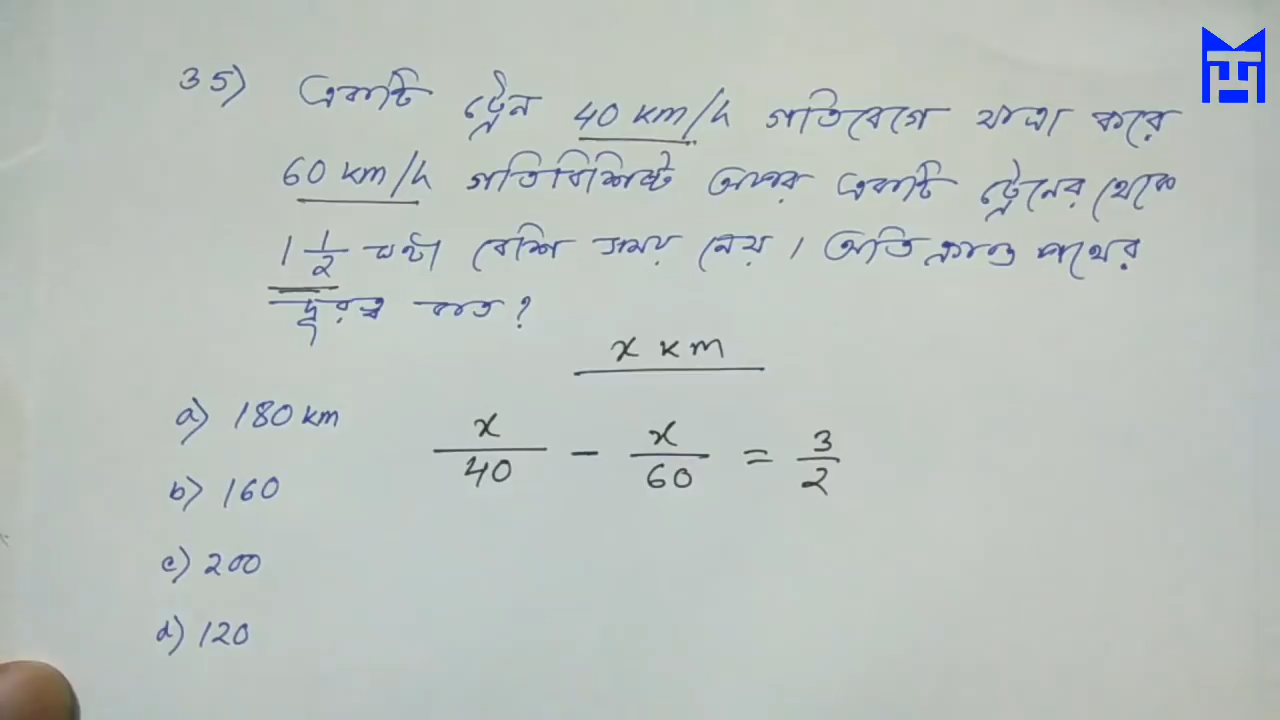 35) একটি ট্রেন 40 km/h গতিবেগে যাত্রা করে
60 km/h গতিবিশিষ্ট অপর একটি ট্রেনের থেকে
1 1/2 ঘন্টা বেশি সময় নেয়। অতিক্রান্ত পথের
দূরত্ব কত?
x km
a) 180 km
x/40 - x/60 = 3/2
b) 160
c) 200
d) 120